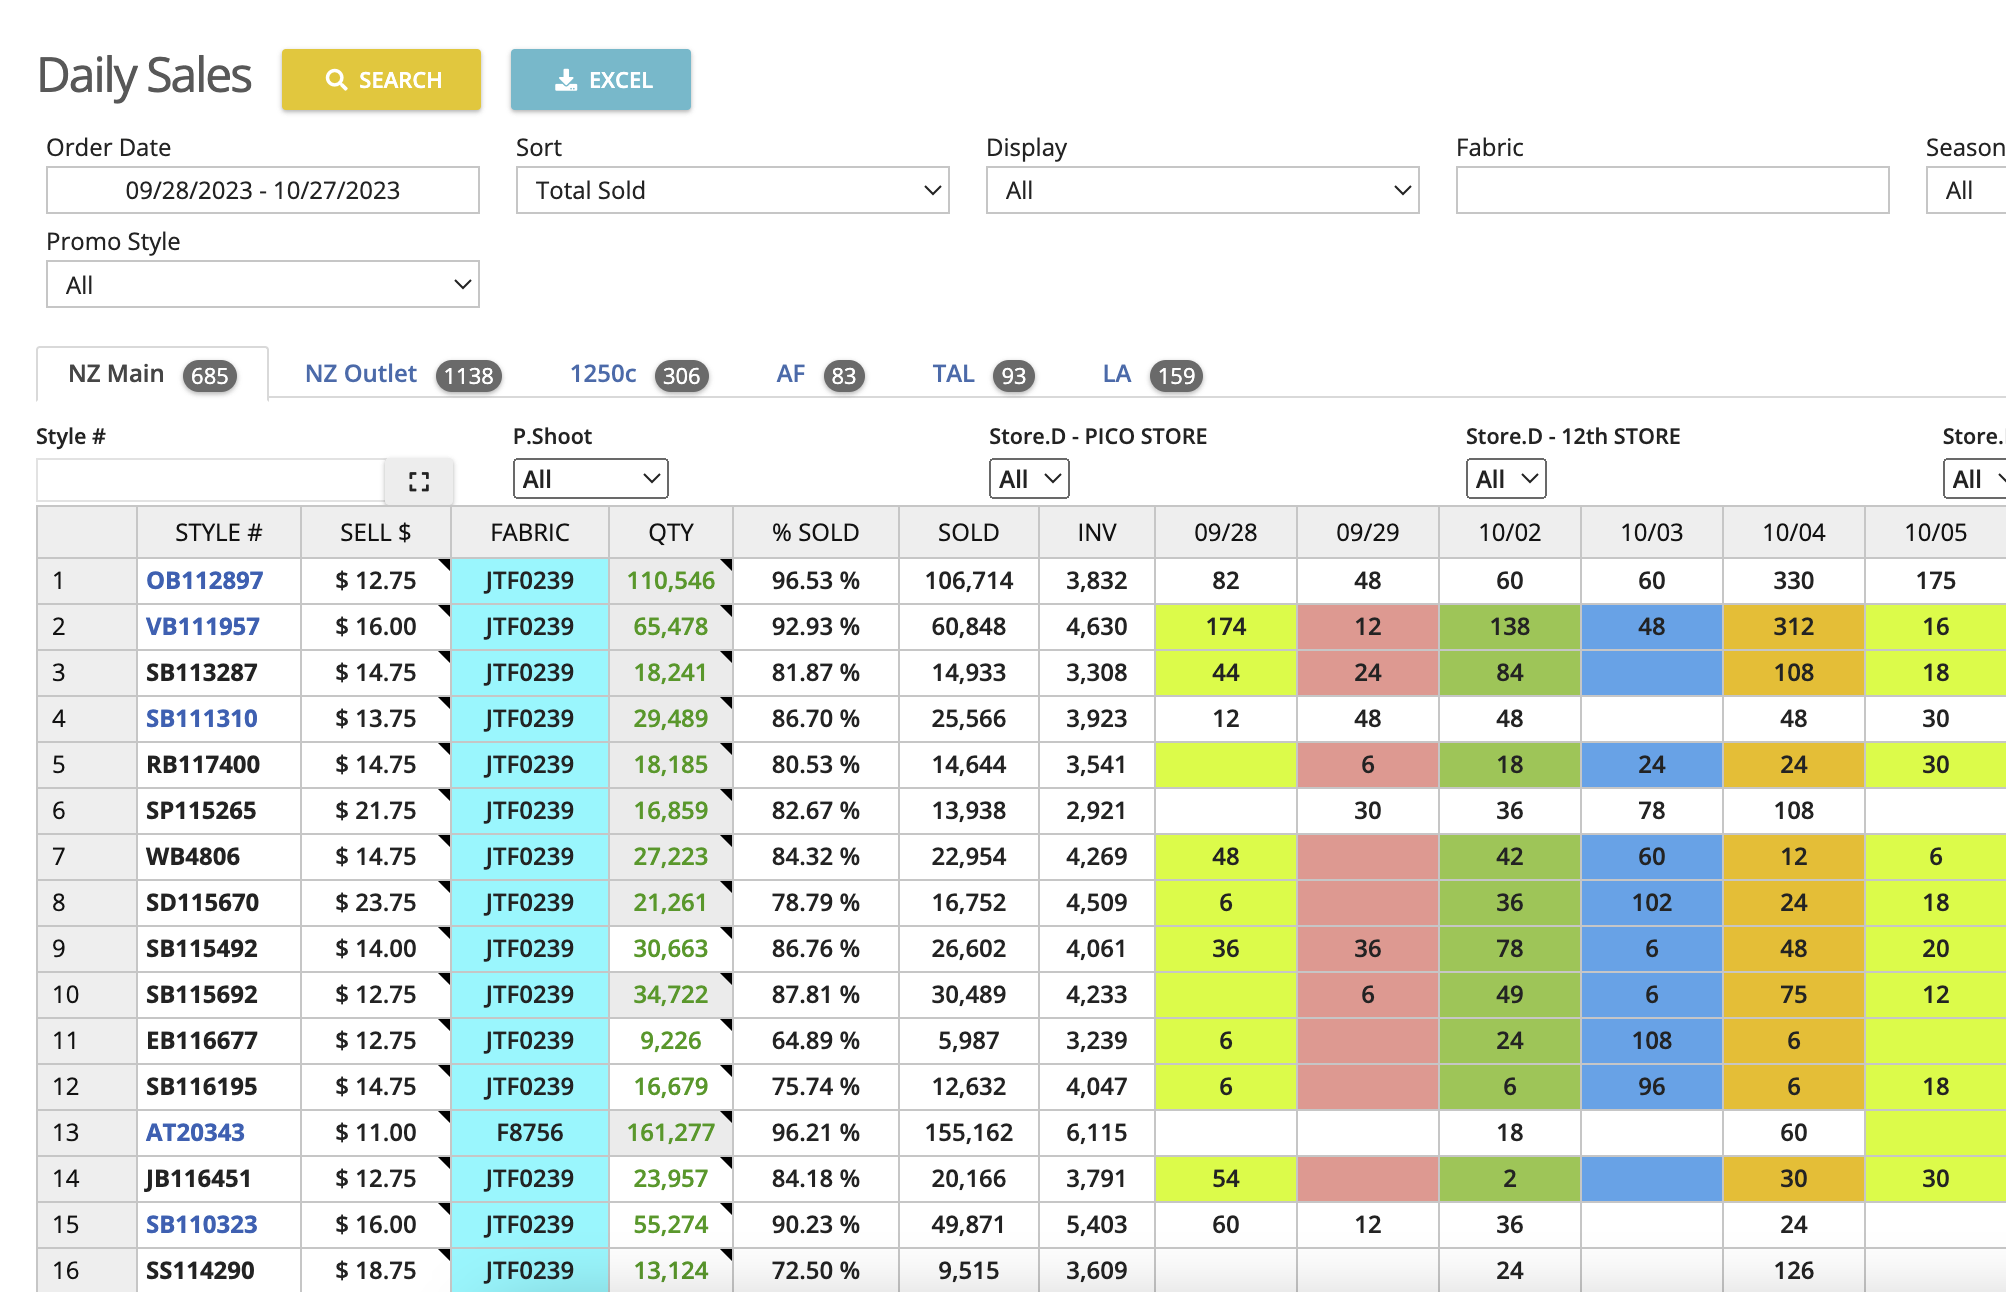 Daily Sales SEARCH EXCEL
Order Date Sort Display Fabric Season
09/28/2023 - 10/27/2023 Total Sold All All
Promo Style
All
NZ Main 685 NZ Outlet 1138 1250c 306 AF 83 TAL 93 LA 159
Style # P.Shoot Store.D - PICO STORE Store.D - 12th STORE Store.
All All All All
STYLE # SELL $ FABRIC QTY % SOLD SOLD INV 09/28 09/29 10/02 10/03 10/04 10/05
1 OB112897 $ 12.75 JTF0239 110,546 96.53 % 106,714 3,832 82 48 60 60 330 175
2 VB111957 $ 16.00 JTF0239 65,478 92.93 % 60,848 4,630 174 12 138 48 312 16
3 SB113287 $ 14.75 JTF0239 18,241 81.87 % 14,933 3,308 44 24 84 108 18
4 SB111310 $ 13.75 JTF0239 29,489 86.70 % 25,566 3,923 12 48 48 48 30
5 RB117400 $ 14.75 JTF0239 18,185 80.53 % 14,644 3,541 6 18 24 24 30
6 SP115265 $ 21.75 JTF0239 16,859 82.67 % 13,938 2,921 30 36 78 108
7 WB4806 $ 14.75 JTF0239 27,223 84.32 % 22,954 4,269 48 42 60 12 6
8 SD115670 $ 23.75 JTF0239 21,261 78.79 % 16,752 4,509 6 36 102 24 18
9 SB115492 $ 14.00 JTF0239 30,663 86.76 % 26,602 4,061 36 36 78 6 48 20
10 SB115692 $ 12.75 JTF0239 34,722 87.81 % 30,489 4,233 6 49 6 75 12
11 EB116677 $ 12.75 JTF0239 9,226 64.89 % 5,987 3,239 6 24 108 6
12 SB116195 $ 14.75 JTF0239 16,679 75.74 % 12,632 4,047 6 6 96 6 18
13 AT20343 $ 11.00 F8756 161,277 96.21 % 155,162 6,115 18 60
14 JB116451 $ 12.75 JTF0239 23,957 84.18 % 20,166 3,791 54 2 30 30
15 SB110323 $ 16.00 JTF0239 55,274 90.23 % 49,871 5,403 60 12 36 24
16 SS114290 $ 18.75 JTF0239 13,124 72.50 % 9,515 3,609 24 126